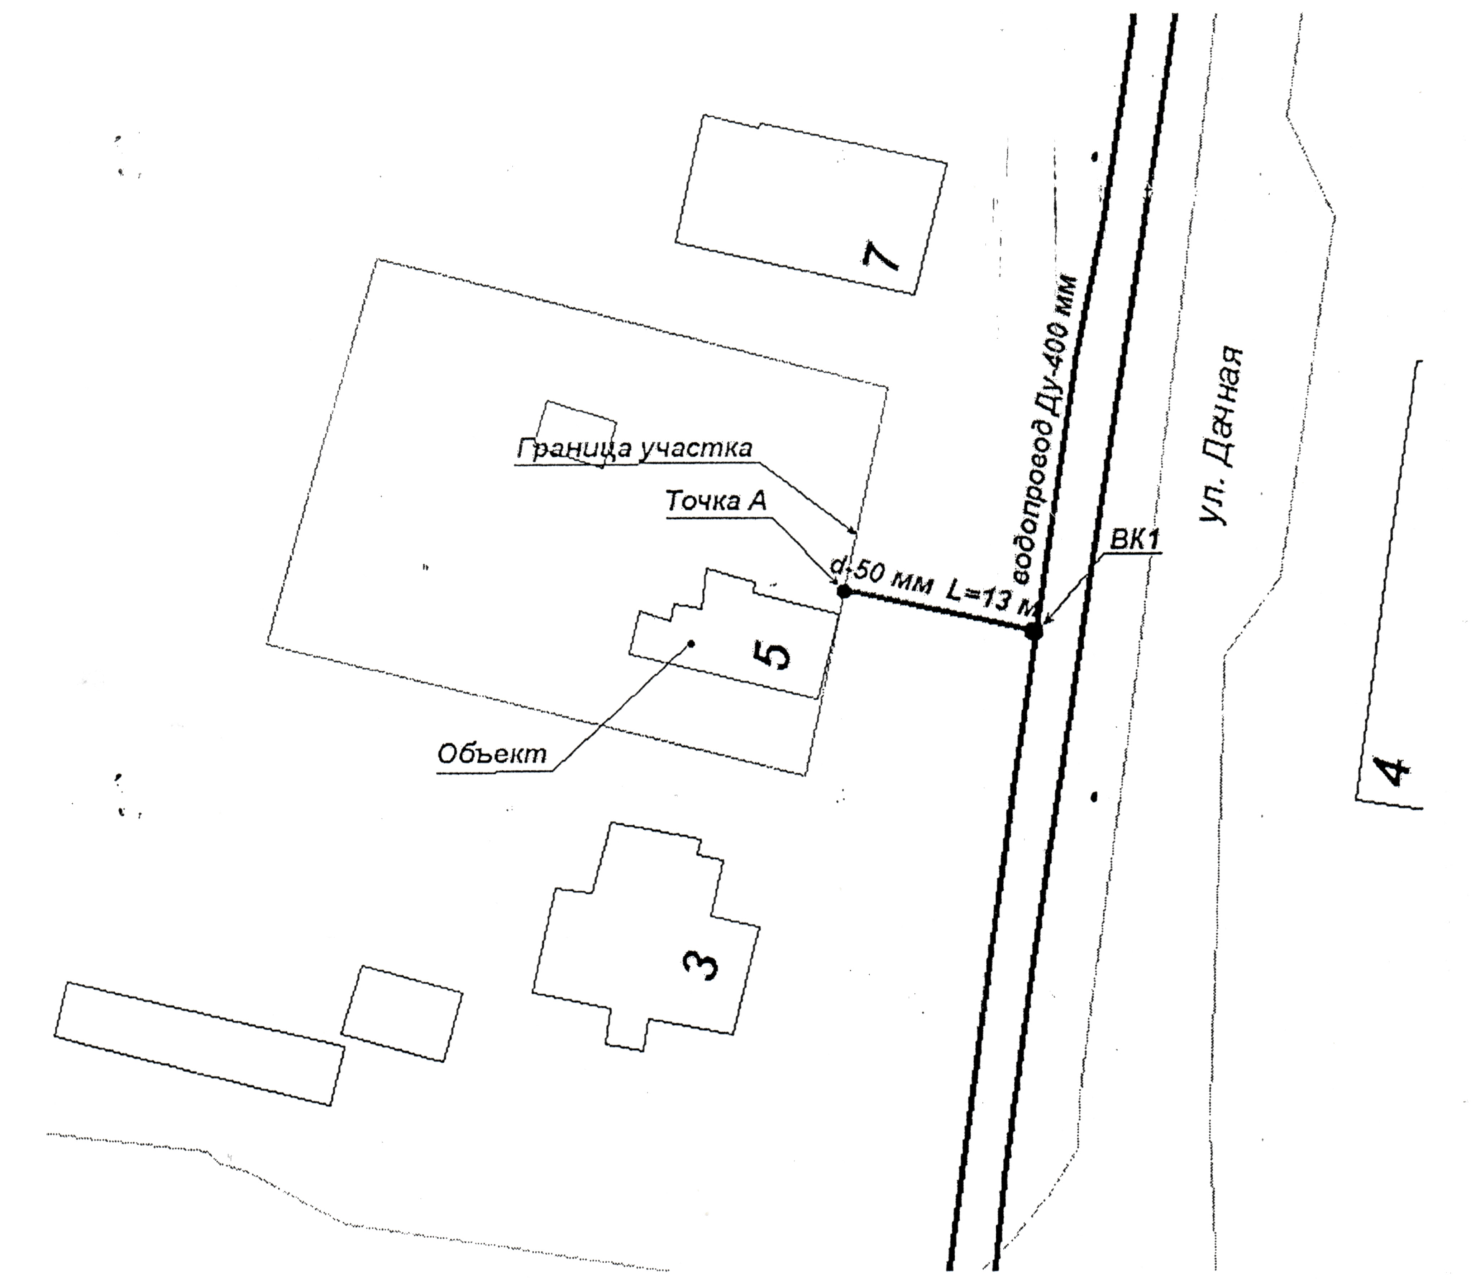 7
водопровод Ду-400 мм
ул. Дачная
Граница участка
Точка А
ВК1
d-50 мм L=13 м
5
Объект
4
3